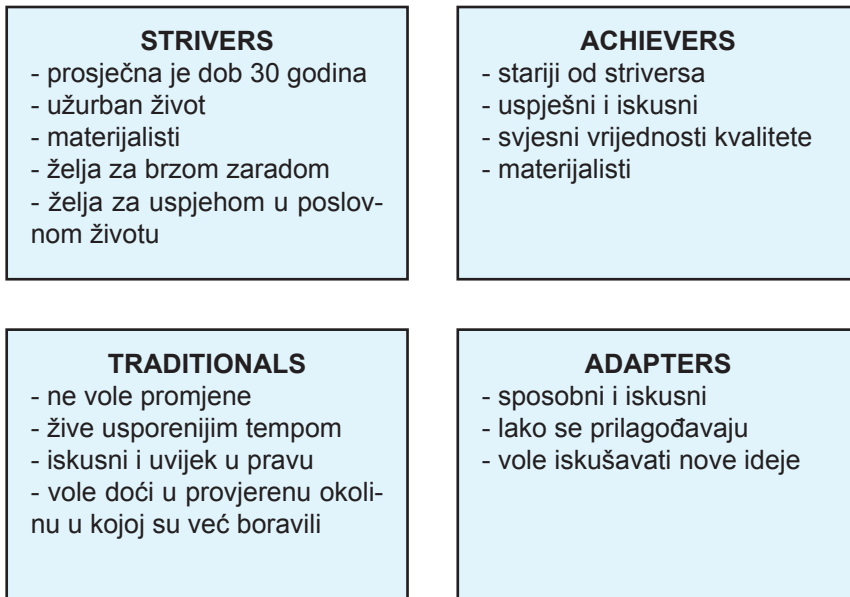 STRIVERS
- prosječna je dob 30 godina
- užurban život
- materijalisti
- želja za brzom zaradom
- želja za uspjehom u poslov-
nom životu
ACHIEVERS
- stariji od striversa
- uspješni i iskusni
- svjesni vrijednosti kvalitete
- materijalisti
TRADITIONALS
- ne vole promjene
- žive usporenijim tempom
- iskusni i uvijek u pravu
- vole doći u provjerenu okoli-
nu u kojoj su već boravili
ADAPTERS
- sposobni i iskusni
- lako se prilagođavaju
- vole iskušavati nove ideje